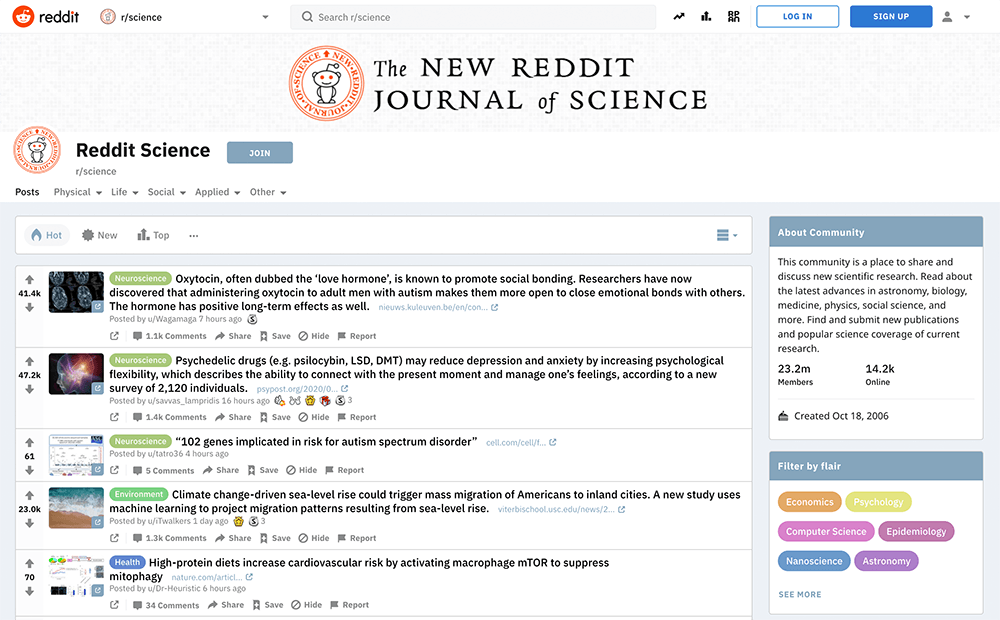 reddit r/science Search r/science LOG IN SIGN UP
The NEW REDDIT
JOURNAL of SCIENCE
Reddit Science JOIN
r/science
Posts Physical Life Social Applied Other
Hot New Top ...
41.4k
Neuroscience Oxytocin, often dubbed the ‘love hormone’, is known to promote social bonding. Researchers have now
discovered that administering oxytocin to adult men with autism makes them more open to close emotional bonds with others.
The hormone has positive long-term effects as well. nieuws.kuleuven.be/en/con...
Posted by u/Wagamaga 7 hours ago
1.1k Comments Share Save Hide Report
47.2k
Neuroscience Psychedelic drugs (e.g. psilocybin, LSD, DMT) may reduce depression and anxiety by increasing psychological
flexibility, which describes the ability to connect with the present moment and manage one’s feelings, according to a new
survey of 2,120 individuals. psypost.org/2020/0...
Posted by u/savvas_lampridis 16 hours ago 3
1.4k Comments Share Save Hide Report
61
Neuroscience “102 genes implicated in risk for autism spectrum disorder” cell.com/cell/f...
Posted by u/tatro36 4 hours ago
5 Comments Share Save Hide Report
23.0k
Environment Climate change-driven sea-level rise could trigger mass migration of Americans to inland cities. A new study uses
machine learning to project migration patterns resulting from sea-level rise. viterbischool.usc.edu/news/2...
Posted by u/iTwalkers 1 day ago 3
1.3k Comments Share Save Hide Report
70
Health High-protein diets increase cardiovascular risk by activating macrophage mTOR to suppress
mitophagy nature.com/articl...
Posted by u/Dr-Heuristic 6 hours ago
34 Comments Share Save Hide Report
About Community
This community is a place to share and
discuss new scientific research. Read about
the latest advances in astronomy, biology,
medicine, physics, social science, and
more. Find and submit new publications
and popular science coverage of current
research.
23.2m 14.2k
Members Online
Created Oct 18, 2006
Filter by flair
Economics Psychology
Computer Science Epidemiology
Nanoscience Astronomy
SEE MORE